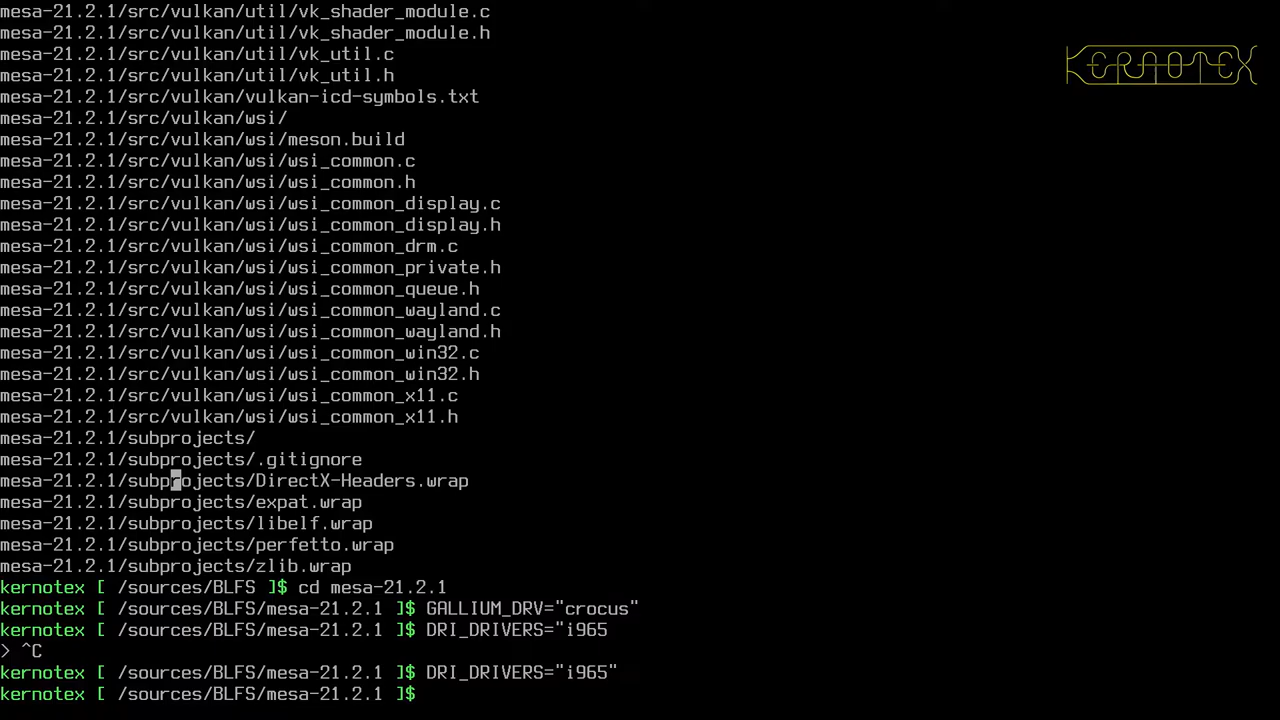 mesa-21.2.1/src/vulkan/util/vk_shader_module.c
mesa-21.2.1/src/vulkan/util/vk_shader_module.h
mesa-21.2.1/src/vulkan/util/vk_util.c
mesa-21.2.1/src/vulkan/util/vk_util.h
mesa-21.2.1/src/vulkan/vulkan-icd-symbols.txt
mesa-21.2.1/src/vulkan/wsi/
mesa-21.2.1/src/vulkan/wsi/meson.build
mesa-21.2.1/src/vulkan/wsi/wsi_common.c
mesa-21.2.1/src/vulkan/wsi/wsi_common.h
mesa-21.2.1/src/vulkan/wsi/wsi_common_display.c
mesa-21.2.1/src/vulkan/wsi/wsi_common_display.h
mesa-21.2.1/src/vulkan/wsi/wsi_common_drm.c
mesa-21.2.1/src/vulkan/wsi/wsi_common_private.h
mesa-21.2.1/src/vulkan/wsi/wsi_common_queue.h
mesa-21.2.1/src/vulkan/wsi/wsi_common_wayland.c
mesa-21.2.1/src/vulkan/wsi/wsi_common_wayland.h
mesa-21.2.1/src/vulkan/wsi/wsi_common_win32.c
mesa-21.2.1/src/vulkan/wsi/wsi_common_win32.h
mesa-21.2.1/src/vulkan/wsi/wsi_common_x11.c
mesa-21.2.1/src/vulkan/wsi/wsi_common_x11.h
mesa-21.2.1/subprojects/
mesa-21.2.1/subprojects/.gitignore
mesa-21.2.1/subprojects/DirectX-Headers.wrap
mesa-21.2.1/subprojects/expat.wrap
mesa-21.2.1/subprojects/libelf.wrap
mesa-21.2.1/subprojects/perfetto.wrap
mesa-21.2.1/subprojects/zlib.wrap
kernotex [ /sources/BLFS ]$ cd mesa-21.2.1
kernotex [ /sources/BLFS/mesa-21.2.1 ]$ GALLIUM_DRV="crocus"
kernotex [ /sources/BLFS/mesa-21.2.1 ]$ DRI_DRIVERS="i965
> ^C
kernotex [ /sources/BLFS/mesa-21.2.1 ]$ DRI_DRIVERS="i965"
kernotex [ /sources/BLFS/mesa-21.2.1 ]$
KERNOTEX